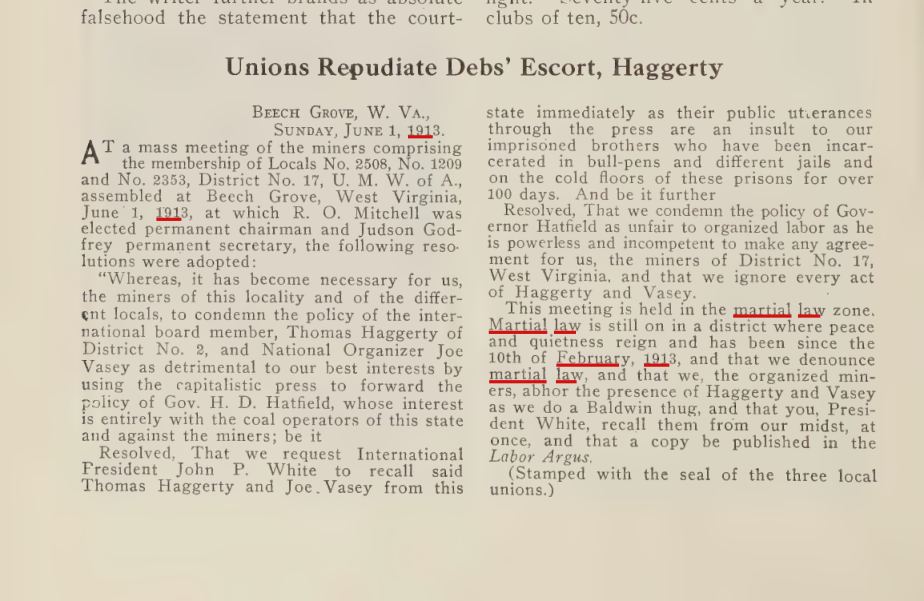 falsehood the statement that the court-
clubs of ten, 50c.
Unions Repudiate Debs' Escort, Haggerty
BEECH GROVE, W. VA.,
SUNDAY, JUNE 1, 1913.
AT a mass meeting of the miners comprising
the membership of Locals No. 2508, No. 1209
and No. 2353, District No. 17, U. M. W. of A.,
assembled at Beech Grove, West Virginia,
June 1, 1913, at which R. O. Mitchell was
elected permanent chairman and Judson God-
frey permanent secretary, the following reso-
lutions were adopted:
"Whereas, it has become necessary for us,
the miners of this locality and of the differ-
ent locals, to condemn the policy of the inter-
national board member, Thomas Haggerty of
District No. 2, and National Organizer Joe
Vasey as detrimental to our best interests by
using the capitalistic press to forward the
policy of Gov. H. D. Hatfield, whose interest
is entirely with the coal operators of this state
and against the miners; be it
Resolved, That we request International
President John P. White to recall said
Thomas Haggerty and Joe Vasey from this
state immediately as their public utterances
through the press are an insult to our
imprisoned brothers who have been incar-
cerated in bull-pens and different jails and
on the cold floors of these prisons for over
100 days. And be it further
Resolved, That we condemn the policy of Gov-
ernor Hatfield as unfair to organized labor as he
is powerless and incompetent to make any agree-
ment for us, the miners of District No. 17,
West Virginia, and that we ignore every act
of Haggerty and Vasey.
This meeting is held in the martial law zone.
Martial law is still on in a district where peace
and quietness reign and has been since the
10th of February, 1913, and that we denounce
martial law, and that we, the organized min-
ers, abhor the presence of Haggerty and Vasey
as we do a Baldwin thug, and that you, Presi-
dent White, recall them from our midst, at
once, and that a copy be published in the
Labor Argus.
(Stamped with the seal of the three local
unions.)